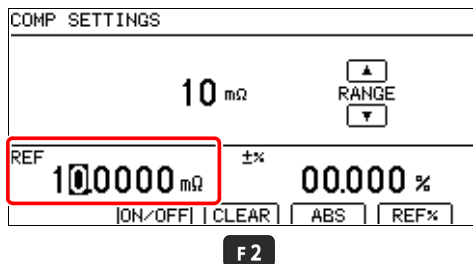 COMP SETTINGS
10 mΩ
▲
RANGE
▼
REF
10.0000 mΩ
±%
00.000 %
ON/OFF CLEAR ABS REF%
F2